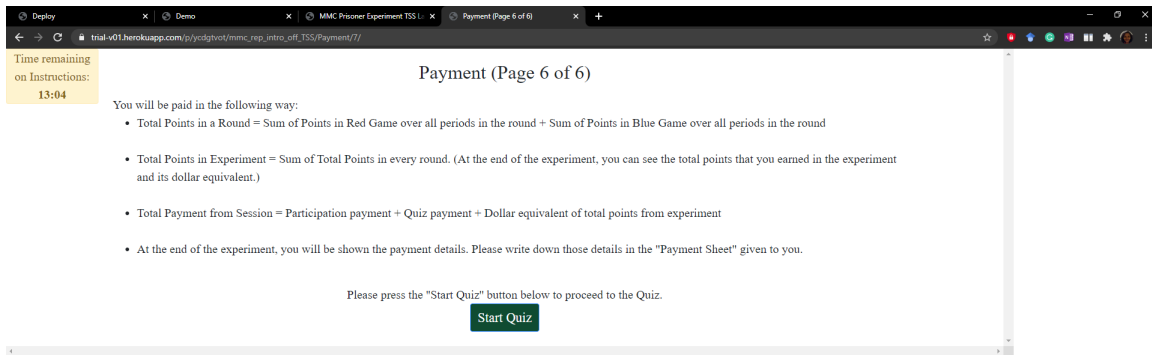 Deploy
Demo
MMC Prisoner Experiment TSS L
Payment (Page 6 of 6)
trial-v01.herokuapp.com/p/ycdgtvot/mmc_rep_intro_off_TSS/Payment/7/
Time remaining
on Instructions:
13:04
Payment (Page 6 of 6)
You will be paid in the following way:
Total Points in a Round = Sum of Points in Red Game over all periods in the round + Sum of Points in Blue Game over all periods in the round
Total Points in Experiment = Sum of Total Points in every round. (At the end of the experiment, you can see the total points that you earned in the experiment
and its dollar equivalent.)
Total Payment from Session = Participation payment + Quiz payment + Dollar equivalent of total points from experiment
At the end of the experiment, you will be shown the payment details. Please write down those details in the "Payment Sheet" given to you.
Please press the "Start Quiz" button below to proceed to the Quiz.
Start Quiz